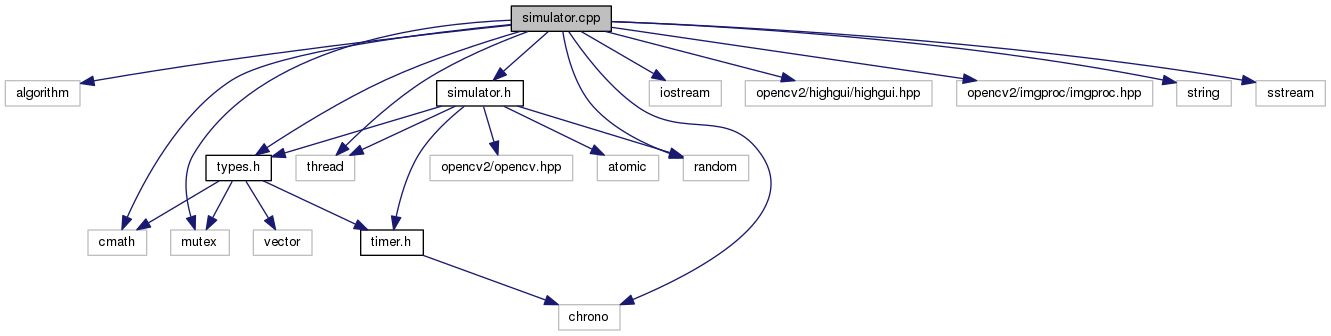 simulator.cpp
algorithm
simulator.h
iostream
opencv2/highgui/highgui.hpp
opencv2/imgproc/imgproc.hpp
string
sstream
types.h
thread
opencv2/opencv.hpp
atomic
random
cmath
mutex
vector
timer.h
chrono